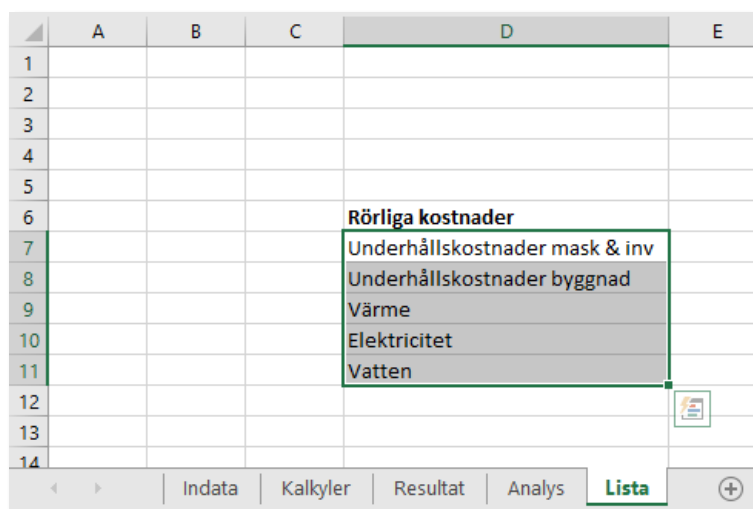 A B C D E
1
2
3
4
5
6 Rörliga kostnader
7 Underhållskostnader mask & inv
8 Underhållskostnader byggnad
9 Värme
10 Elektricitet
11 Vatten
12
13
14
Indata Kalkyler Resultat Analys Lista